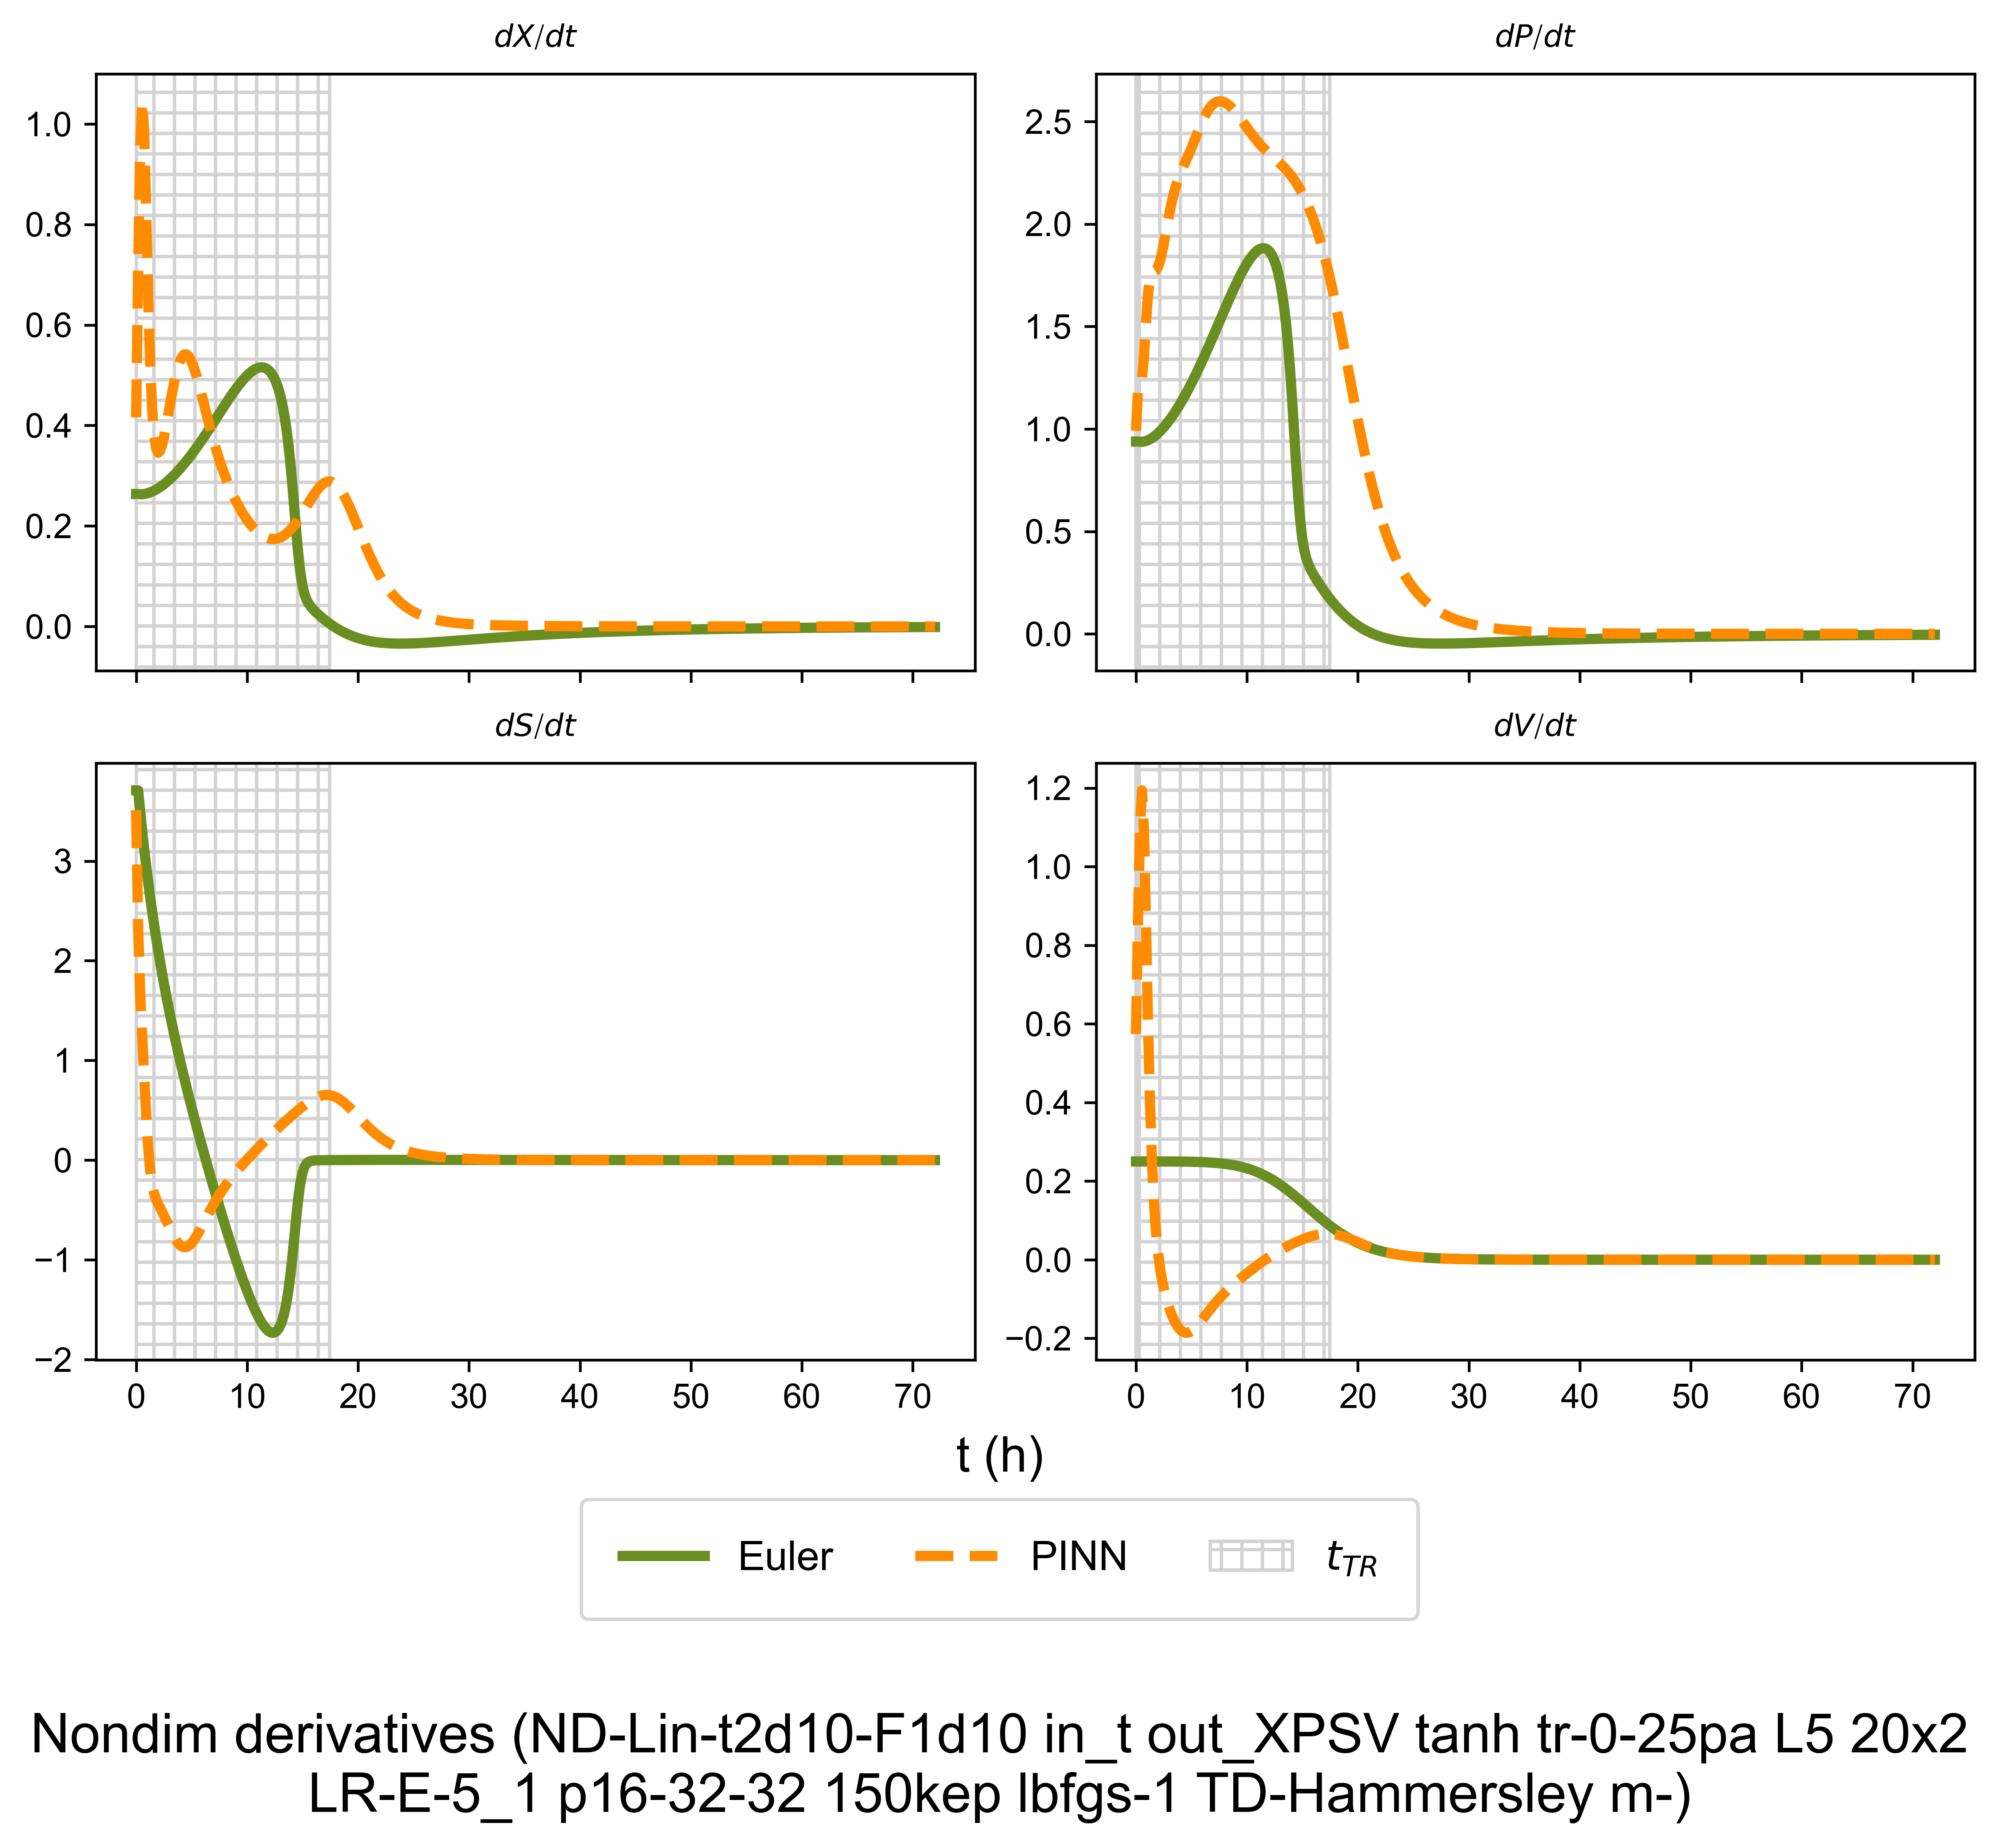 dX/dt
dP/dt
1.0
0.8
0.6
0.4
0.2
0.0
2.5
2.0
1.5
1.0
0.5
0.0
dS/dt
dV/dt
3
2
1
0
−1
−2
0 10 20 30 40 50 60 70
1.2
1.0
0.8
0.6
0.4
0.2
0.0
−0.2
0 10 20 30 40 50 60 70
t (h)
Euler PINN t_TR
Nondim derivatives (ND-Lin-t2d10-F1d10 in_t out_XPSV tanh tr-0-25pa L5 20x2
LR-E-5_1 p16-32-32 150kep lbfgs-1 TD-Hammersley m-)